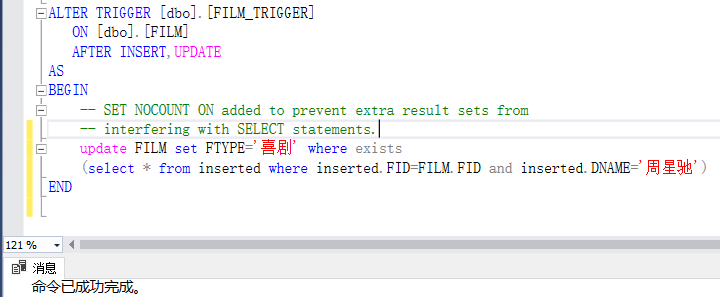 ALTER TRIGGER [dbo].[FILM_TRIGGER]
ON [dbo].[FILM]
AFTER INSERT,UPDATE
AS
BEGIN
-- SET NOCOUNT ON added to prevent extra result sets from
-- interfering with SELECT statements.
update FILM set FTYPE='喜剧' where exists
(select * from inserted where inserted.FID=FILM.FID and inserted.DNAME='周星驰')
END
121 %
消息
命令已成功完成。